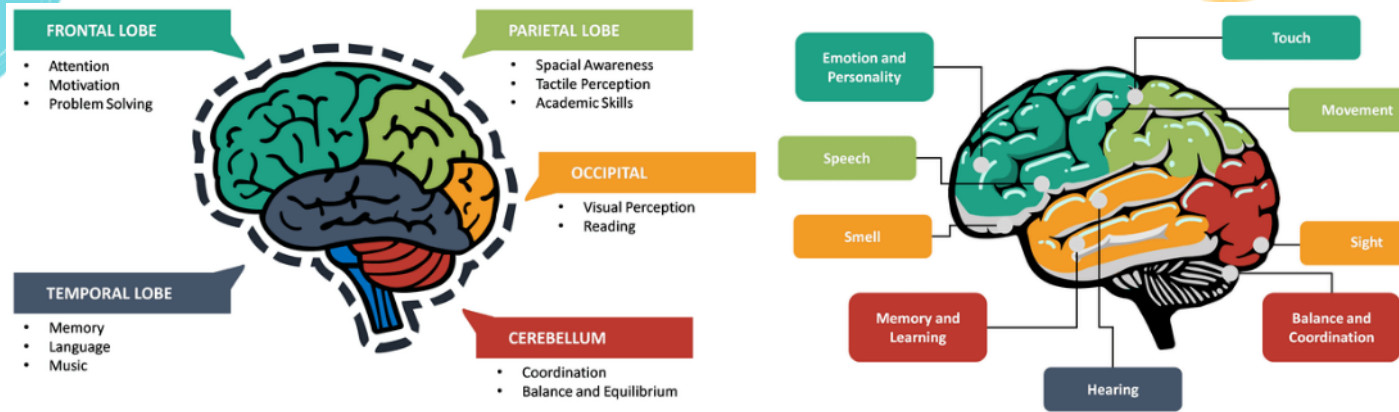 FRONTAL LOBE
• Attention
• Motivation
• Problem Solving
PARIETAL LOBE
• Spacial Awareness
• Tactile Perception
• Academic Skills
OCCIPITAL
• Visual Perception
• Reading
TEMPORAL LOBE
• Memory
• Language
• Music
CEREBELLUM
• Coordination
• Balance and Equilibrium
Emotion and
Personality
Touch
Movement
Speech
Smell
Sight
Memory and
Learning
Balance and
Coordination
Hearing